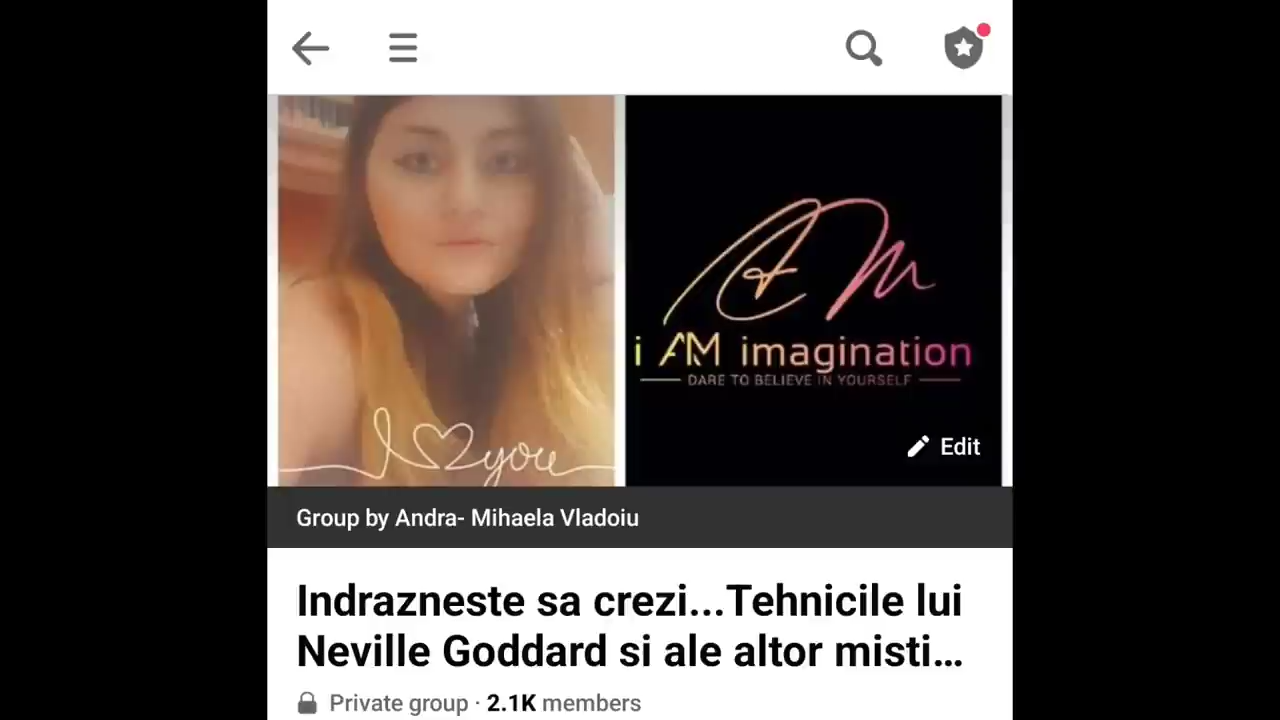 I you
AM
i AM imagination
DARE TO BELIEVE IN YOURSELF
Edit
Group by Andra- Mihaela Vladoiu
Indrazneste sa crezi...Tehnicile lui
Neville Goddard si ale altor misti...
Private group · 2.1K members